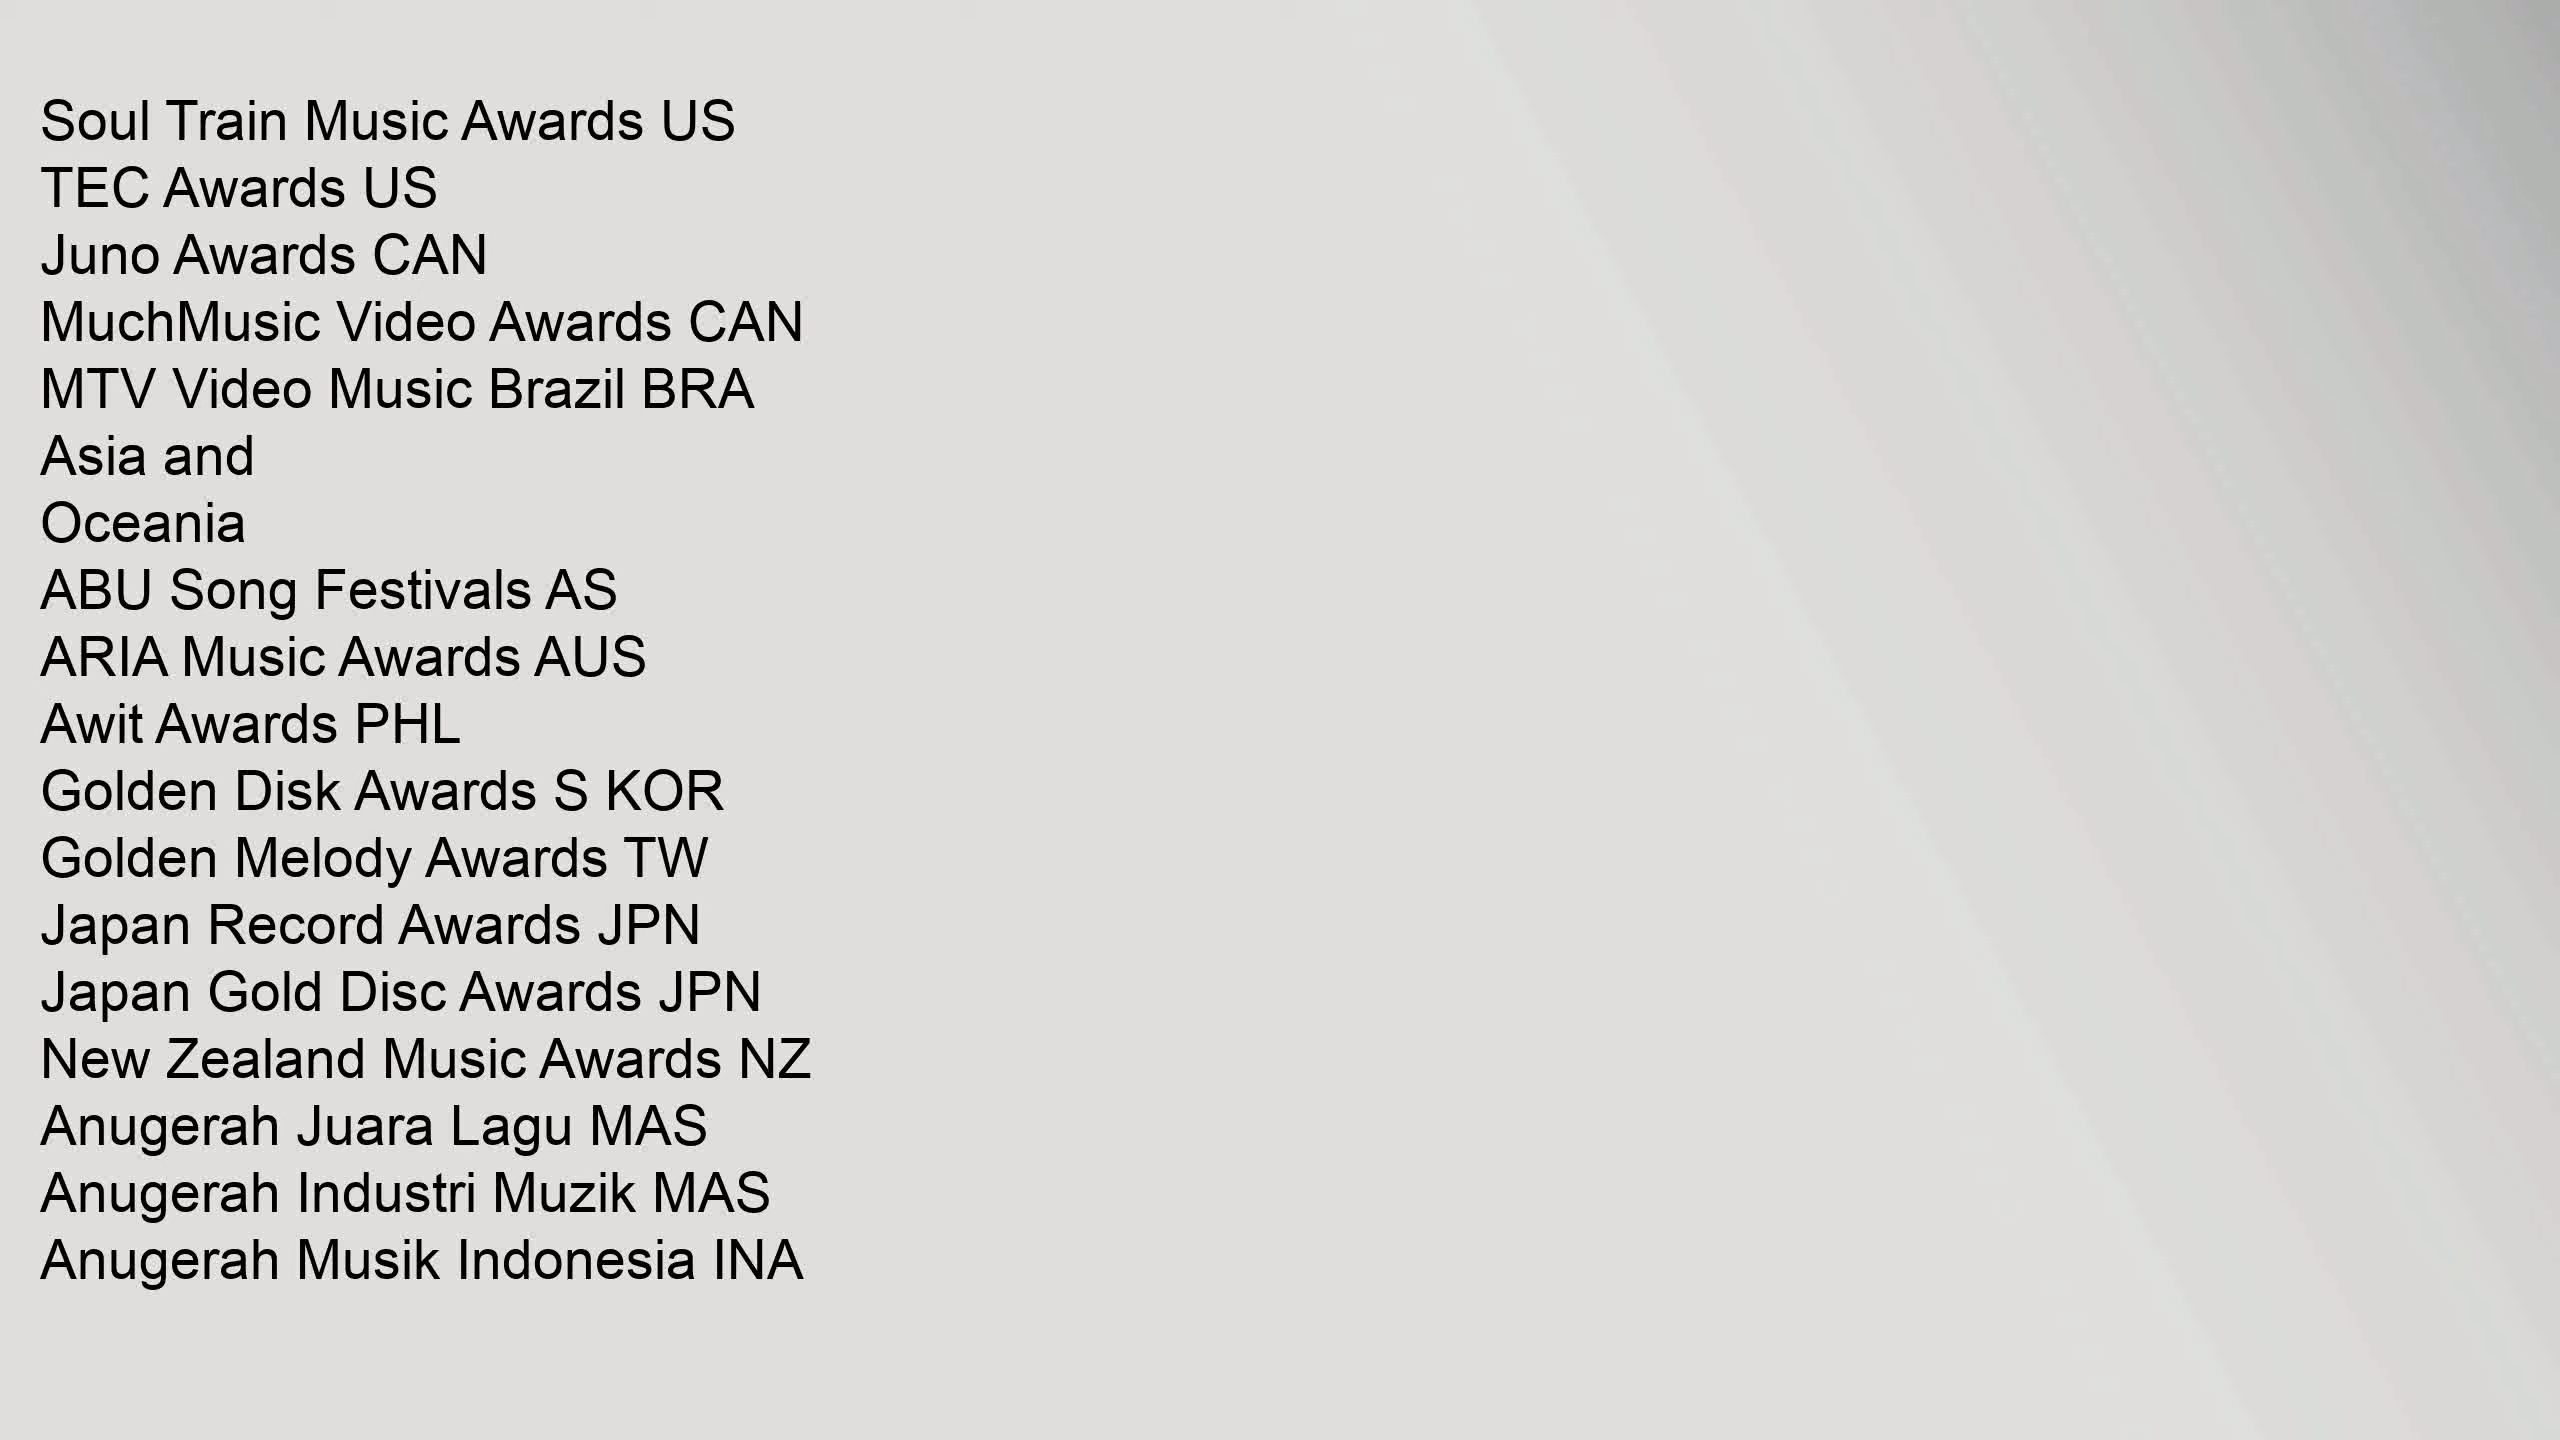 Soul Train Music Awards US
TEC Awards US
Juno Awards CAN
MuchMusic Video Awards CAN
MTV Video Music Brazil BRA
Asia and
Oceania
ABU Song Festivals AS
ARIA Music Awards AUS
Awit Awards PHL
Golden Disk Awards S KOR
Golden Melody Awards TW
Japan Record Awards JPN
Japan Gold Disc Awards JPN
New Zealand Music Awards NZ
Anugerah Juara Lagu MAS
Anugerah Industri Muzik MAS
Anugerah Musik Indonesia INA